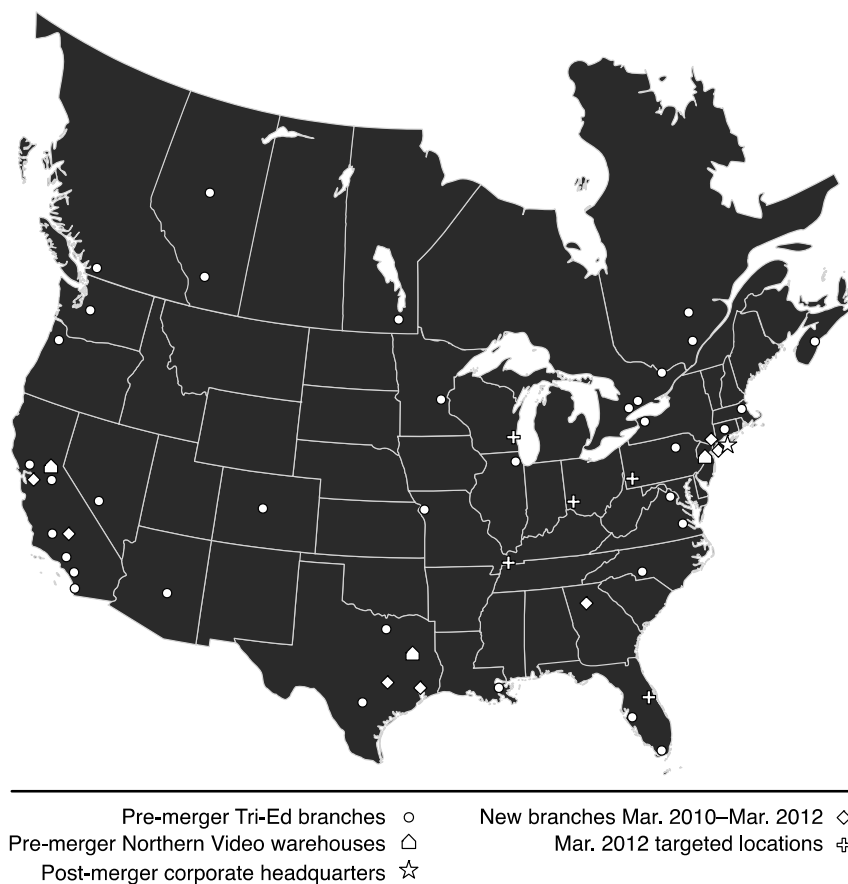 Pre-merger Tri-Ed branches
Pre-merger Northern Video warehouses
Post-merger corporate headquarters
New branches Mar. 2010–Mar. 2012
Mar. 2012 targeted locations